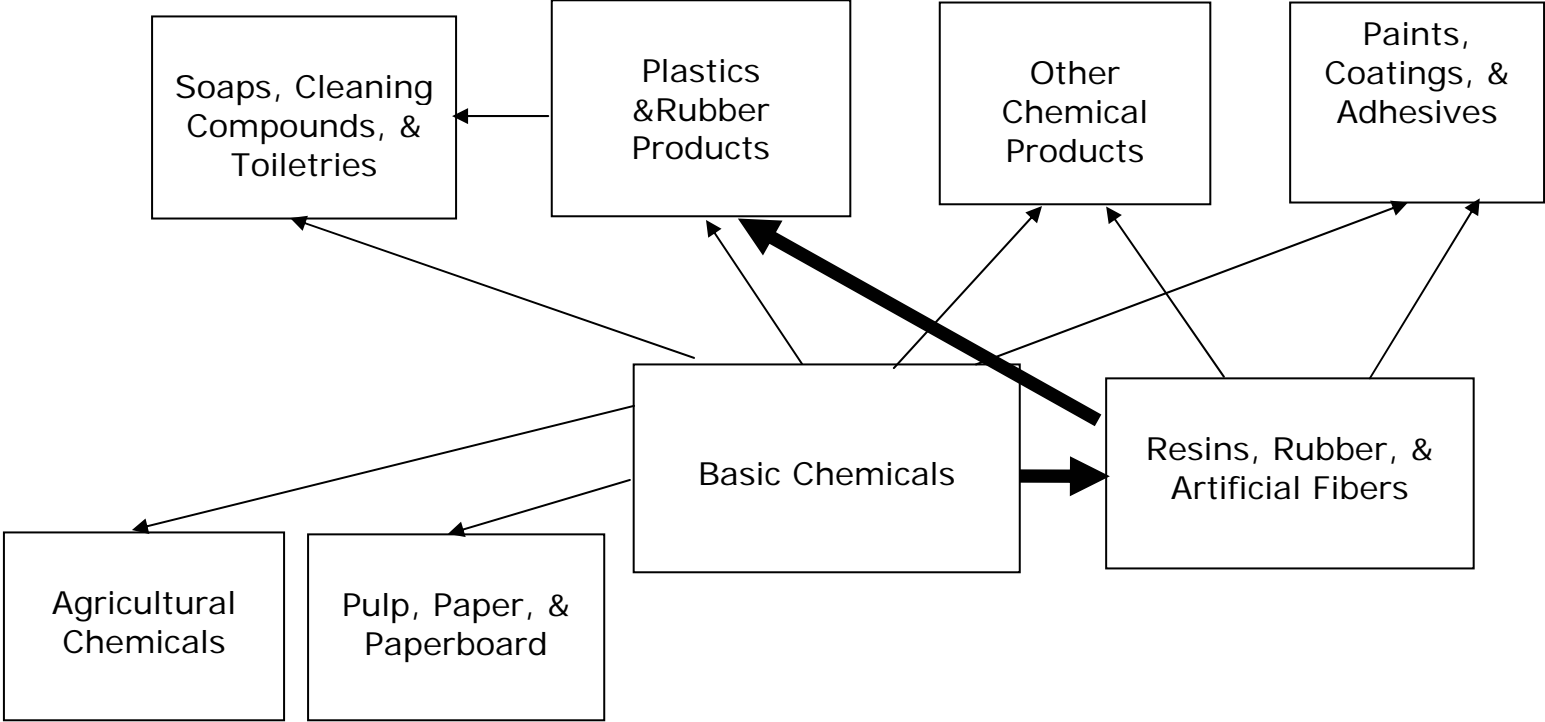 Soaps, Cleaning
Compounds, &
Toiletries
Plastics
&Rubber
Products
Other
Chemical
Products
Paints,
Coatings, &
Adhesives
Basic Chemicals
Resins, Rubber, &
Artificial Fibers
Agricultural
Chemicals
Pulp, Paper, &
Paperboard